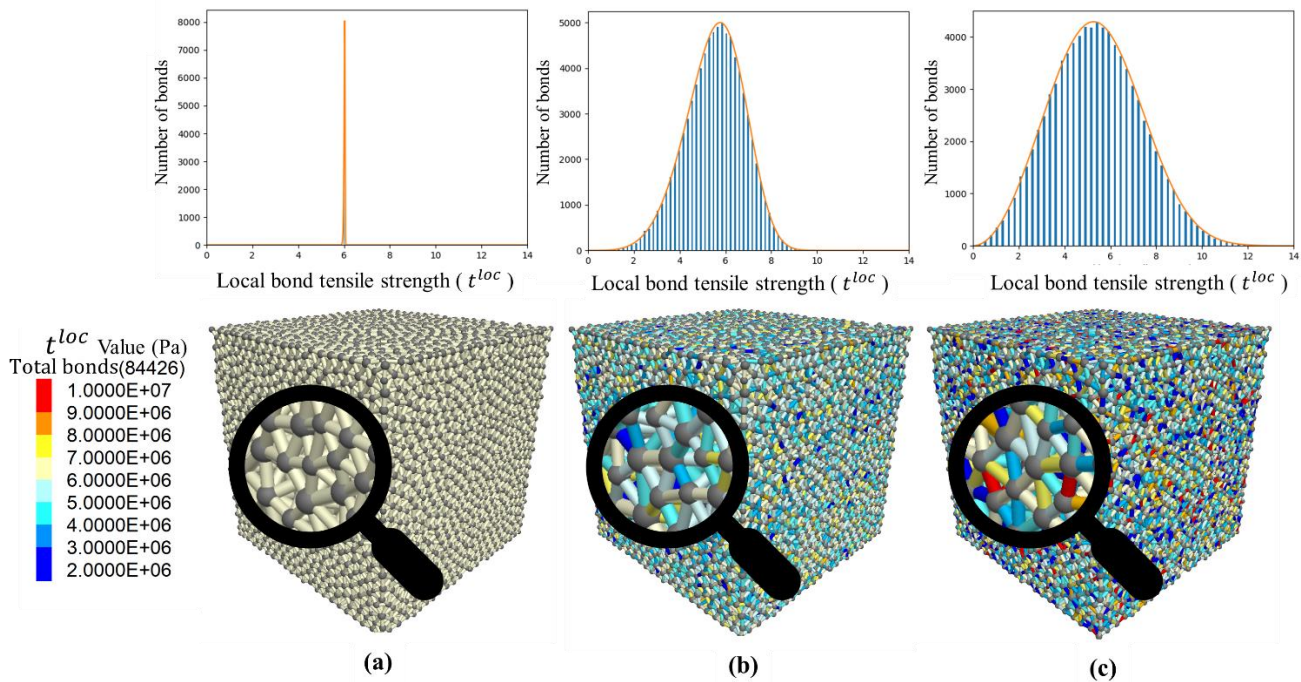 8000
7000
6000
5000
4000
3000
2000
1000
0
0 2 4 6 8 10 12 14
Number of bonds
Local bond tensile strength ( t^loc )
5000
4000
3000
2000
1000
0
0 2 4 6 8 10 12 14
Number of bonds
Local bond tensile strength ( t^loc )
4000
3000
2000
1000
0
0 2 4 6 8 10 12 14
Number of bonds
Local bond tensile strength ( t^loc )
t^loc Value (Pa)
Total bonds(84426)
1.0000E+07
9.0000E+06
8.0000E+06
7.0000E+06
6.0000E+06
5.0000E+06
4.0000E+06
3.0000E+06
2.0000E+06
(a)
(b)
(c)